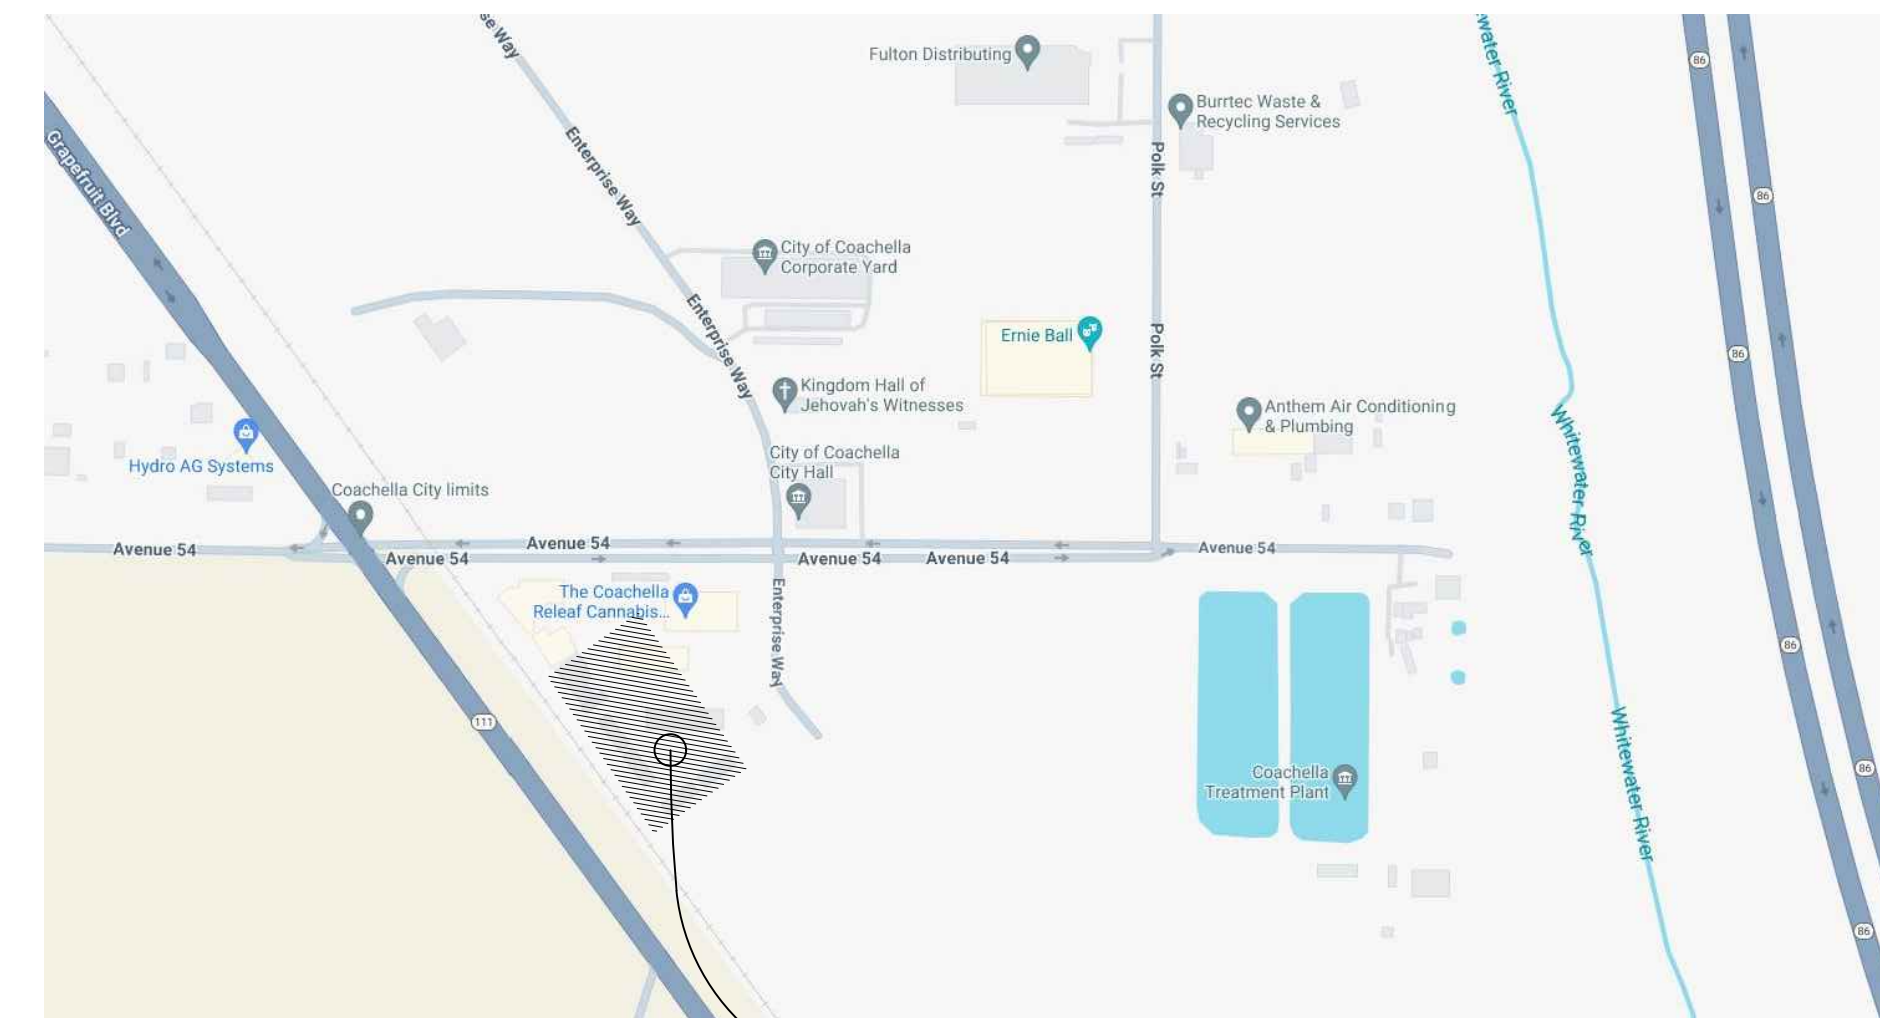 se Way
Fulton Distributing
86
water River
Burrtec Waste &
Recycling Services
Grapefruit Blvd
Enterprise Way
Polk St
86
City of Coachella
Corporate Yard
Enterprise Way
Ernie Ball
Polk St
86
Kingdom Hall of
Jehovah's Witnesses
Anthem Air Conditioning
& Plumbing
Whitewater River
Hydro AG Systems
City of Coachella
City Hall
Coachella City limits
Avenue 54
Avenue 54
Avenue 54
Avenue 54
Avenue 54
Avenue 54
The Coachella
Releaf Cannabis...
Enterprise Way
86
111
Whitewater River
Coachella
Treatment Plant
86
86